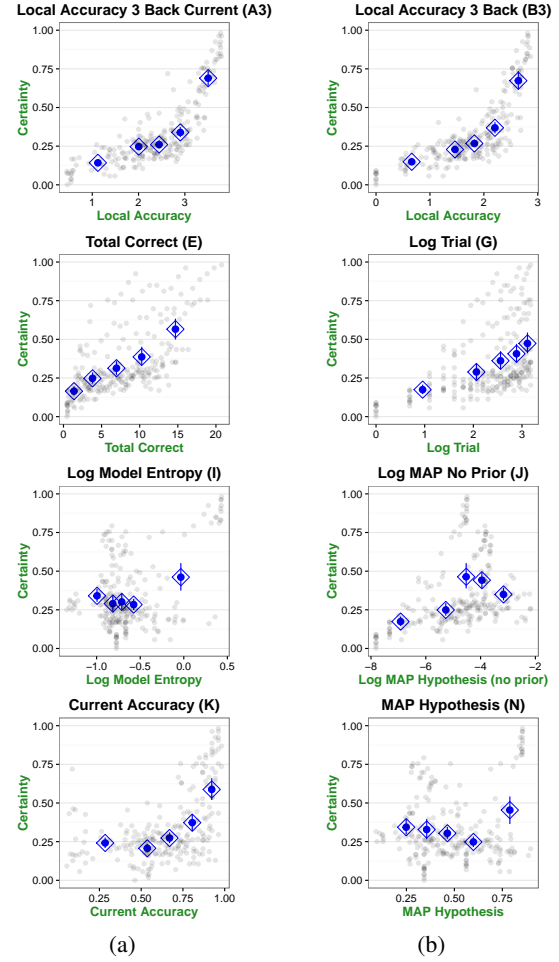 Local Accuracy 3 Back Current (A3)
Certainty
1.00
0.75
0.50
0.25
0.00
1 2 3
Local Accuracy
Local Accuracy 3 Back (B3)
Certainty
1.00
0.75
0.50
0.25
0.00
0 1 2 3
Local Accuracy
Total Correct (E)
Certainty
1.00
0.75
0.50
0.25
0.00
0 5 10 15 20
Total Correct
Log Trial (G)
Certainty
1.00
0.75
0.50
0.25
0.00
0 1 2 3
Log Trial
Log Model Entropy (I)
Certainty
1.00
0.75
0.50
0.25
0.00
−1.0 −0.5 0.0 0.5
Log Model Entropy
Log MAP No Prior (J)
Certainty
1.00
0.75
0.50
0.25
0.00
−8 −6 −4 −2
Log MAP Hypothesis (no prior)
Current Accuracy (K)
Certainty
1.00
0.75
0.50
0.25
0.00
0.25 0.50 0.75 1.00
Current Accuracy
MAP Hypothesis (N)
Certainty
1.00
0.75
0.50
0.25
0.00
0.25 0.50 0.75
MAP Hypothesis
(a)
(b)